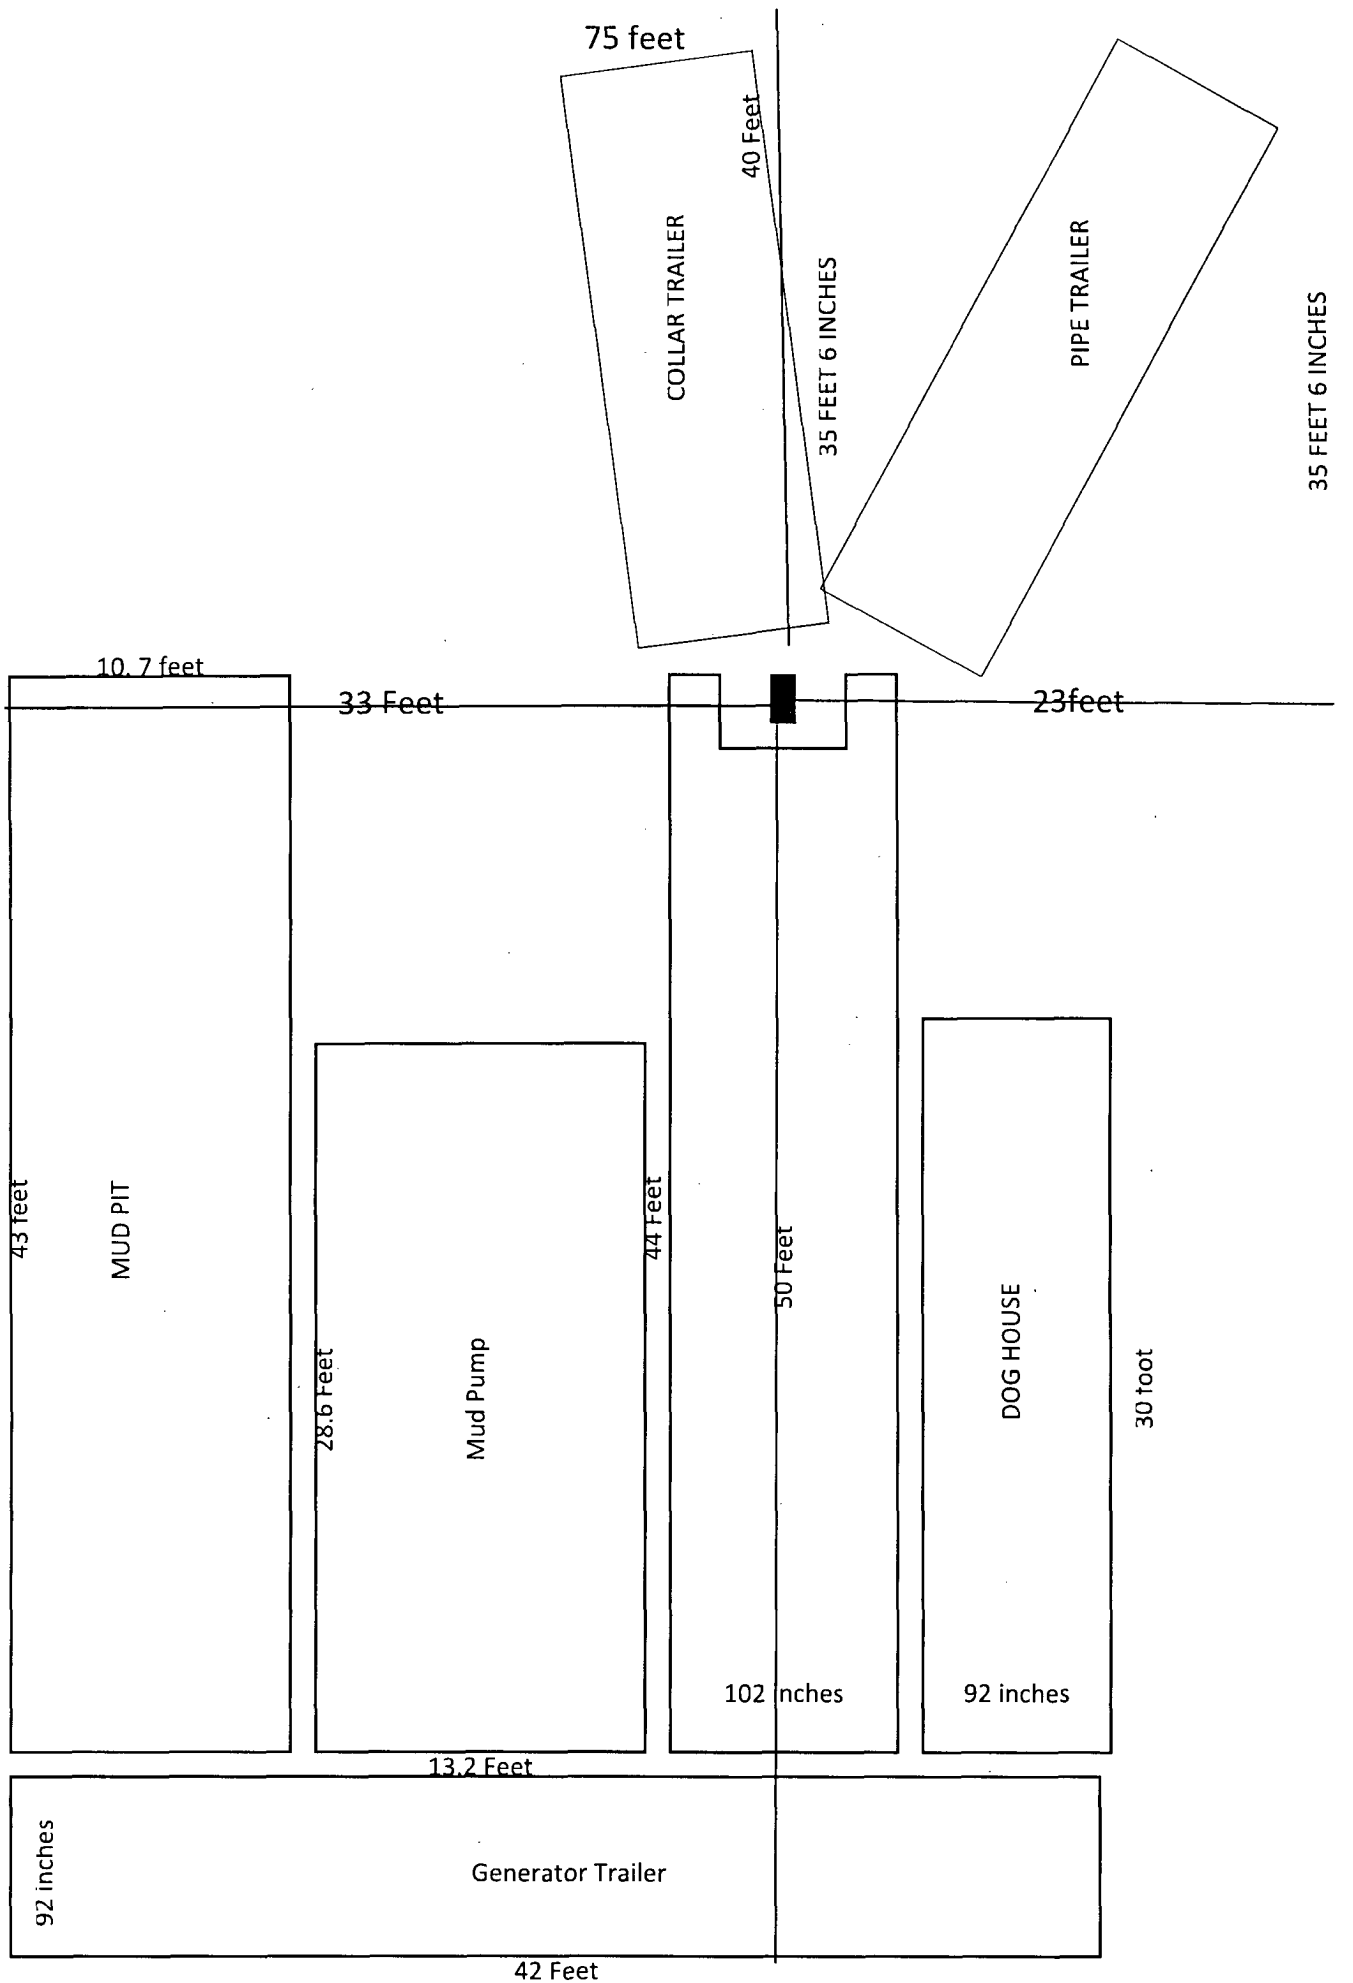 75 feet
40 Feet
COLLAR TRAILER
35 FEET 6 INCHES
PIPE TRAILER
35 FEET 6 INCHES
10. 7 feet
33 Feet
23feet
43 feet
MUD PIT
28.6 Feet
Mud Pump
44 Feet
50 Feet
DOG HOUSE
30 toot
102 inches
92 inches
13.2 Feet
92 inches
Generator Trailer
42 Feet